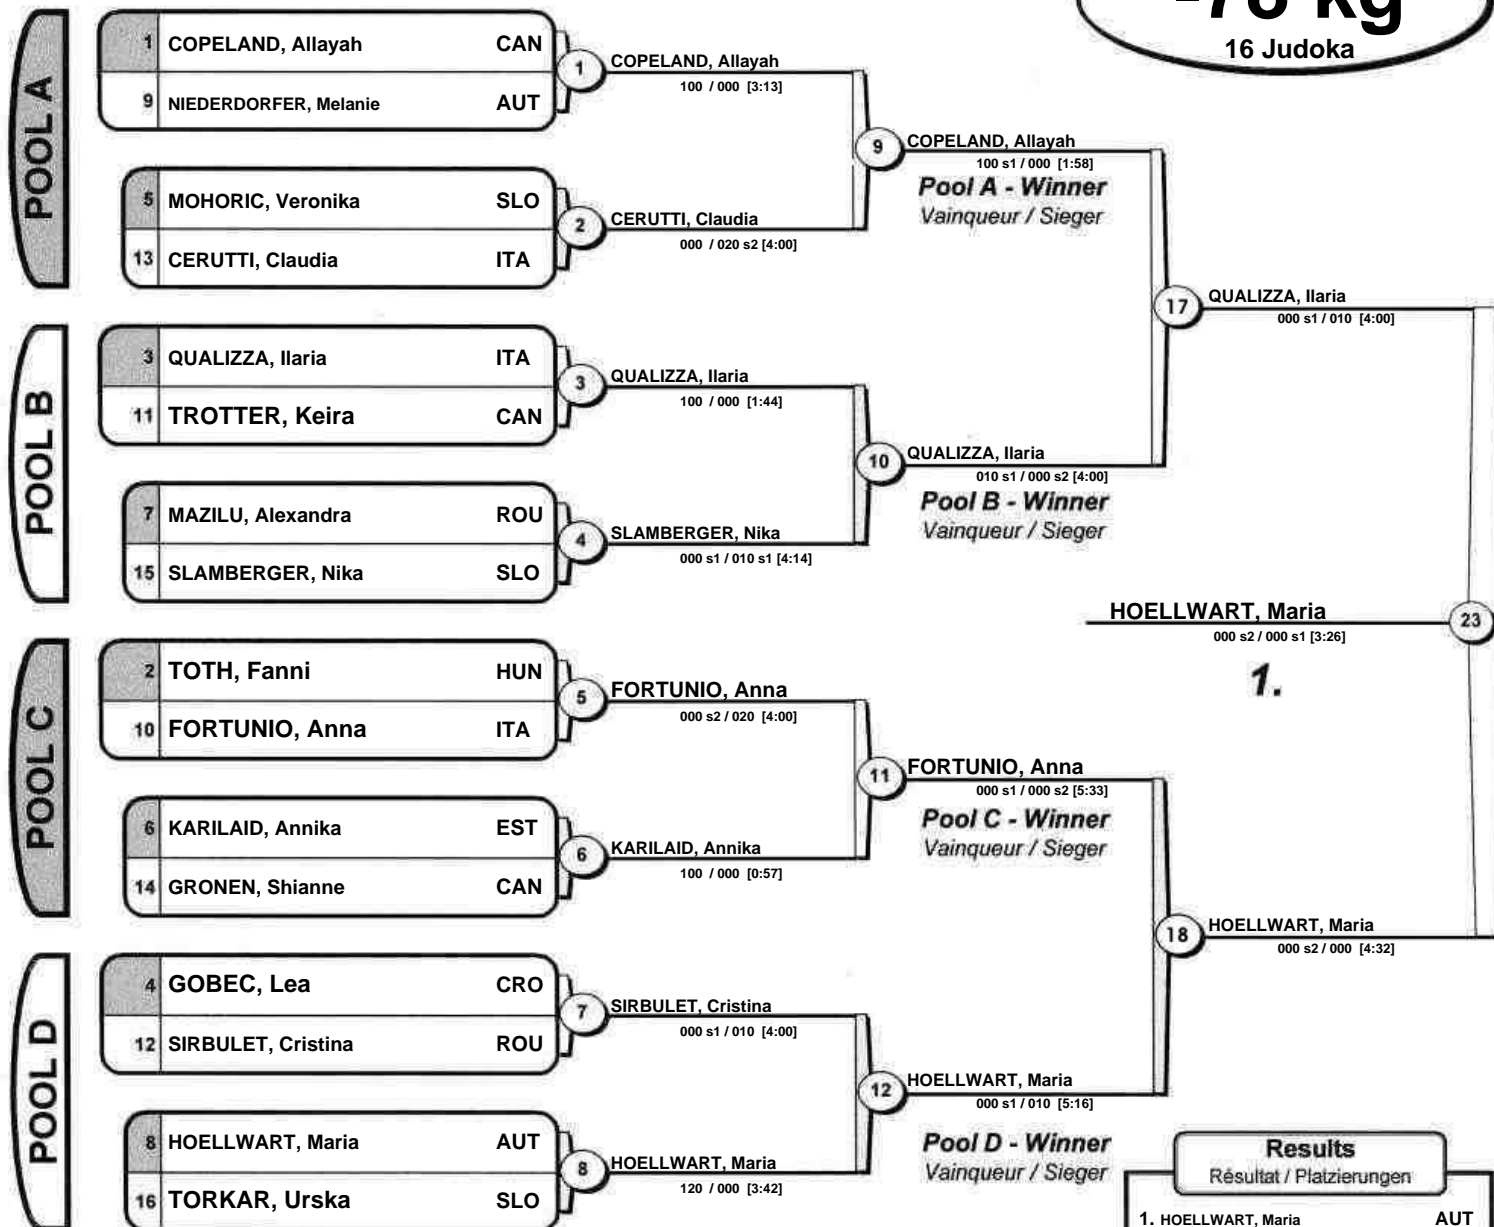 -78 kg
16 Judoka
POOL A
1 COPELAND, Allayah CAN
9 NIEDERDORFER, Melanie AUT
1
COPELAND, Allayah
100 / 000 [3:13]
5 MOHORIC, Veronika SLO
13 CERUTTI, Claudia ITA
2
CERUTTI, Claudia
000 / 020 s2 [4:00]
9
COPELAND, Allayah
100 s1 / 000 [1:58]
Pool A - Winner
Vainqueur / Sieger
POOL B
3 QUALIZZA, Ilaria ITA
11 TROTTER, Keira CAN
3
QUALIZZA, Ilaria
100 / 000 [1:44]
7 MAZILU, Alexandra ROU
15 SLAMBERGER, Nika SLO
4
SLAMBERGER, Nika
000 s1 / 010 s1 [4:14]
10
QUALIZZA, Ilaria
010 s1 / 000 s2 [4:00]
Pool B - Winner
Vainqueur / Sieger
17
QUALIZZA, Ilaria
000 s1 / 010 [4:00]
HOELLWART, Maria
23
000 s2 / 000 s1 [3:26]
1.
POOL C
2 TOTH, Fanni HUN
10 FORTUNIO, Anna ITA
5
FORTUNIO, Anna
000 s2 / 020 [4:00]
6 KARILAID, Annika EST
14 GRONEN, Shianne CAN
6
KARILAID, Annika
100 / 000 [0:57]
11
FORTUNIO, Anna
000 s1 / 000 s2 [5:33]
Pool C - Winner
Vainqueur / Sieger
18
HOELLWART, Maria
000 s2 / 000 [4:32]
POOL D
4 GOBEC, Lea CRO
12 SIRBULET, Cristina ROU
7
SIRBULET, Cristina
000 s1 / 010 [4:00]
8 HOELLWART, Maria AUT
16 TORKAR, Urska SLO
8
HOELLWART, Maria
120 / 000 [3:42]
12
HOELLWART, Maria
000 s1 / 010 [5:16]
Pool D - Winner
Vainqueur / Sieger
Results
Résultat / Platzierungen
1. HOELLWART, Maria AUT